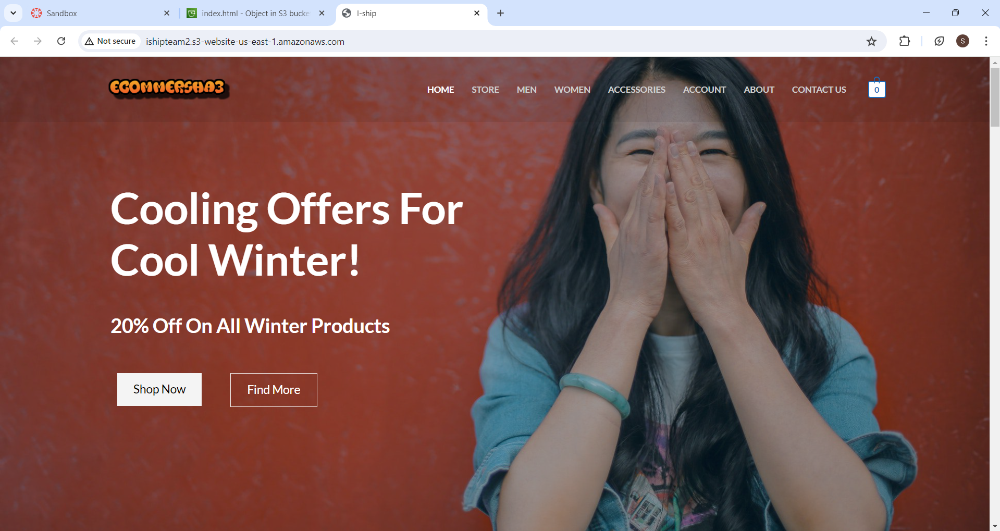 Sandbox
index.html - Object in S3 bucke
I-ship
Not secure
ishipteam2.s3-website-us-east-1.amazonaws.com
S
ECOMMERSHA3
HOME STORE MEN WOMEN ACCESSORIES ACCOUNT ABOUT CONTACT US 0
Cooling Offers For
Cool Winter!
20% Off On All Winter Products
Shop Now
Find More